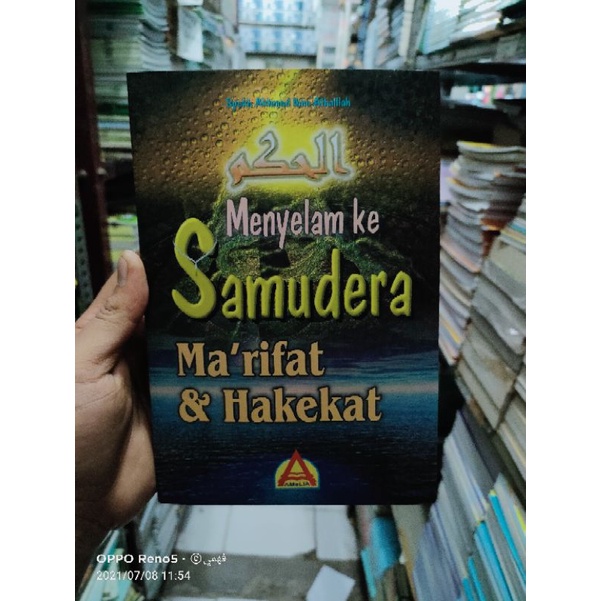 Syekh Ahmad Ibnu Athaillah
الحكم
Menyelam ke
Samudera
Ma'rifat
& Hakekat
AMELIA
OPPO Reno5 · © فهمي
2021/07/08 11:54